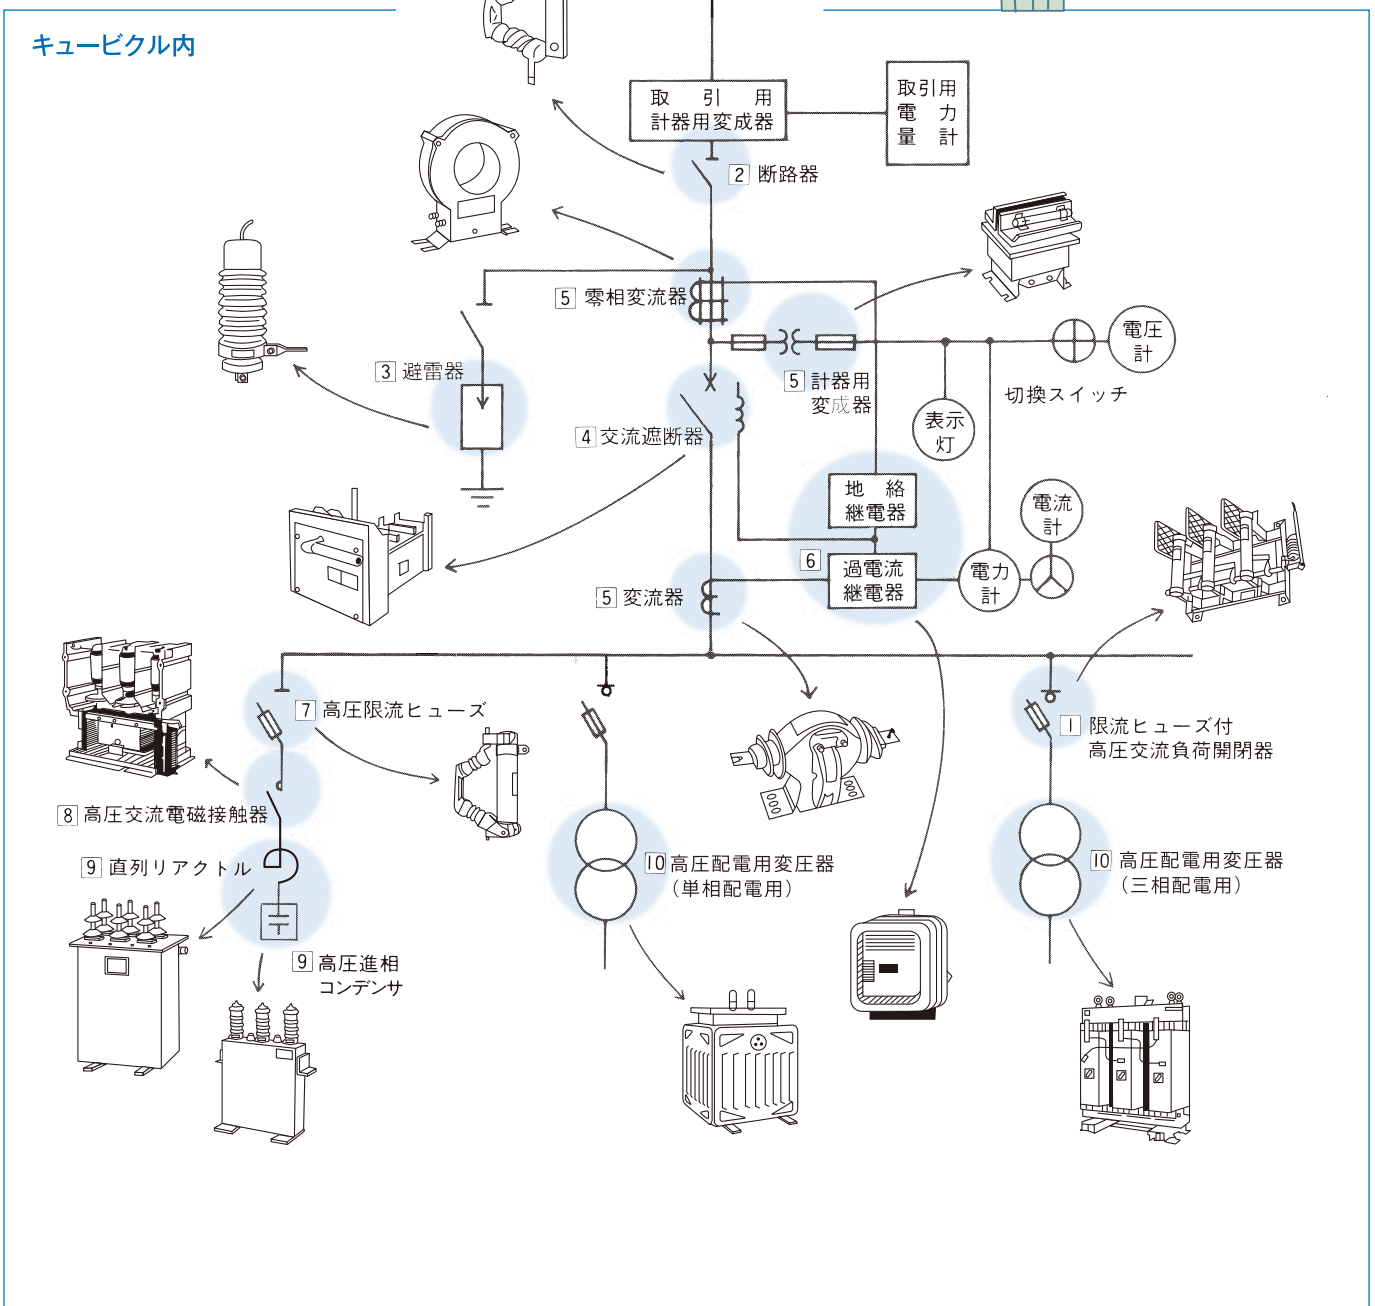 キュービクル内
取引用
計器用変成器
取引用
電力
量計
2 断路器
5 零相変流器
3 避雷器
5 計器用
変成器
電圧
計
切換スイッチ
表示
灯
4 交流遮断器
地絡
継電器
電流
計
6
過電流
継電器
電力
計
5 変流器
7 高圧限流ヒューズ
1 限流ヒューズ付
高圧交流負荷開閉器
8 高圧交流電磁接触器
9 直列リアクトル
10 高圧配電用変圧器
（単相配電用）
10 高圧配電用変圧器
（三相配電用）
9 高圧進相
コンデンサ